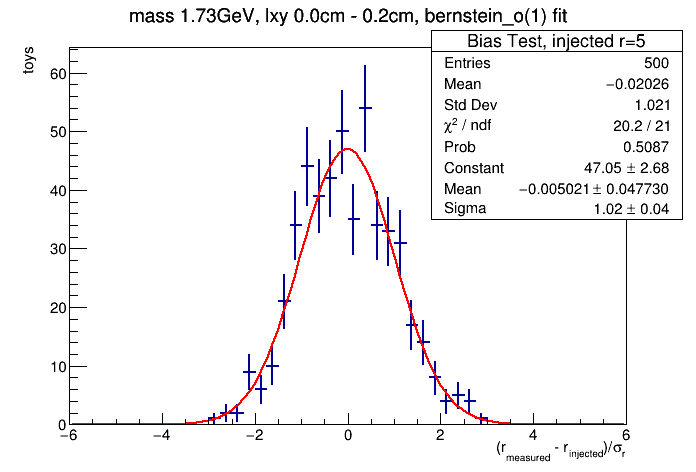 mass 1.73GeV, lxy 0.0cm - 0.2cm, bernstein_o(1) fit
toys
Bias Test, injected r=5
Entries 500
Mean −0.02026
Std Dev 1.021
χ² / ndf 20.2 / 21
Prob 0.5087
Constant 47.05 ± 2.68
Mean −0.005021 ± 0.047730
Sigma 1.02 ± 0.04
60
50
40
30
20
10
0
−6 −4 −2 0 2 4 6
(r_measured - r_injected)/σ_r